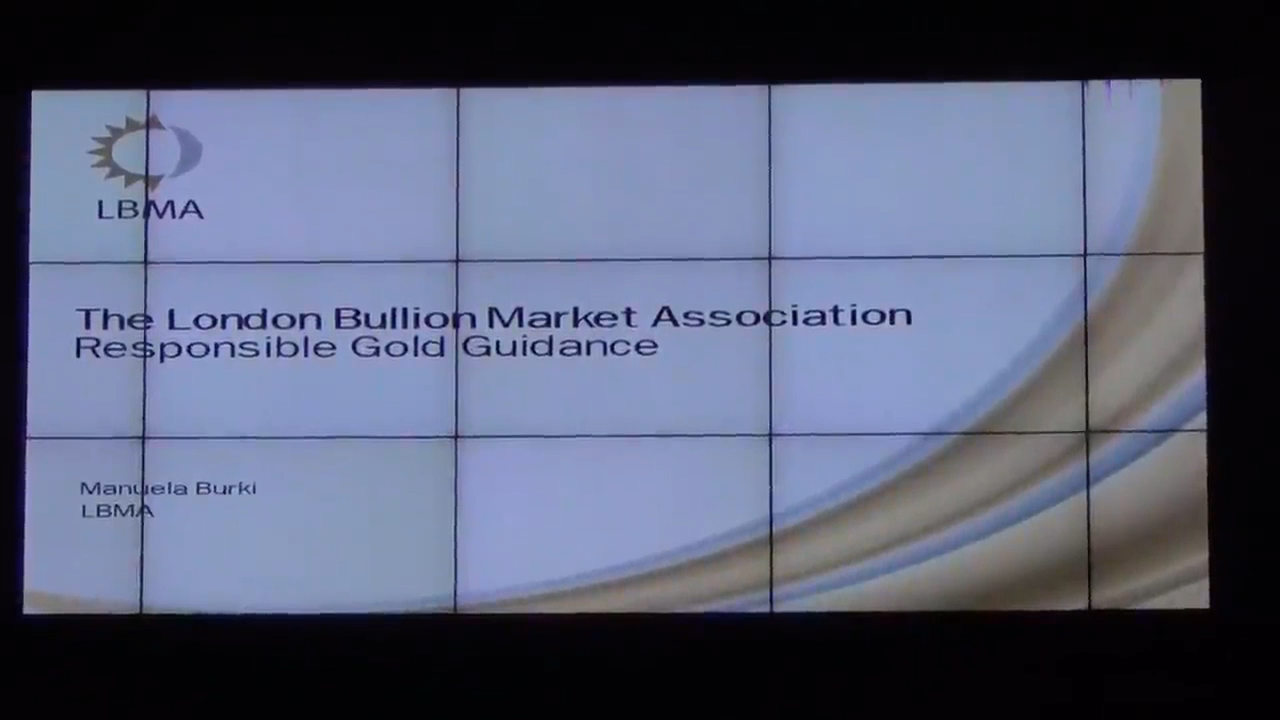 LBMA
The London Bullion Market Association
Responsible Gold Guidance
Manuela Burki
LBMA